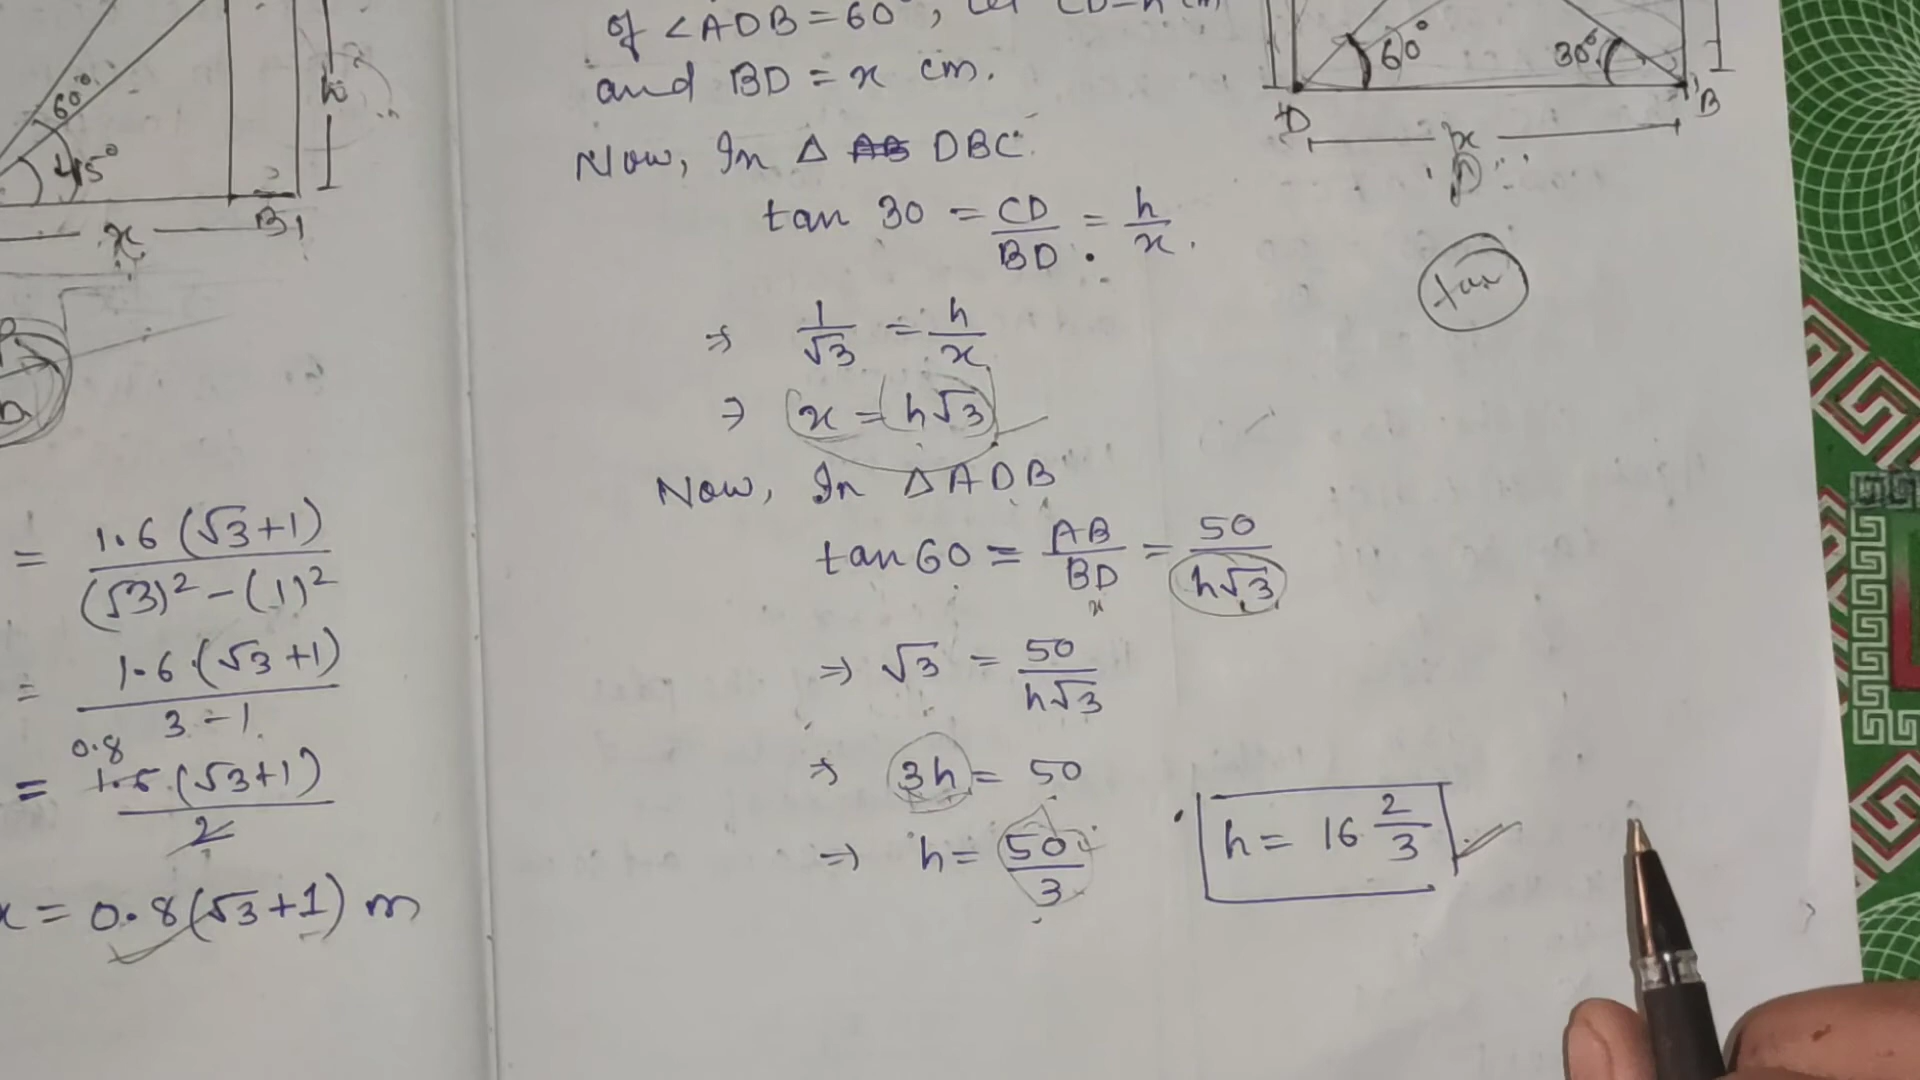 60°
45°
h
x
B
= 1.6 (√3+1) / (√3)² - (1)²
= 1.6 (√3+1) / 3-1
0.8
= 1.6 (√3+1) / 2
x = 0.8(√3+1) m
of ∠ADB = 60°,
and BD = x cm.
Now, In △ AB DBC
tan 30 = CD/BD = h/x.
⇒ 1/√3 = h/x
⇒ x = h√3
Now, In △ADB
tan 60 = AB/BD = 50/h√3
x
⇒ √3 = 50/h√3
⇒ 3h = 50
⇒ h = 50/3
h = 16 2/3
60°
30°
D
B
x
tan